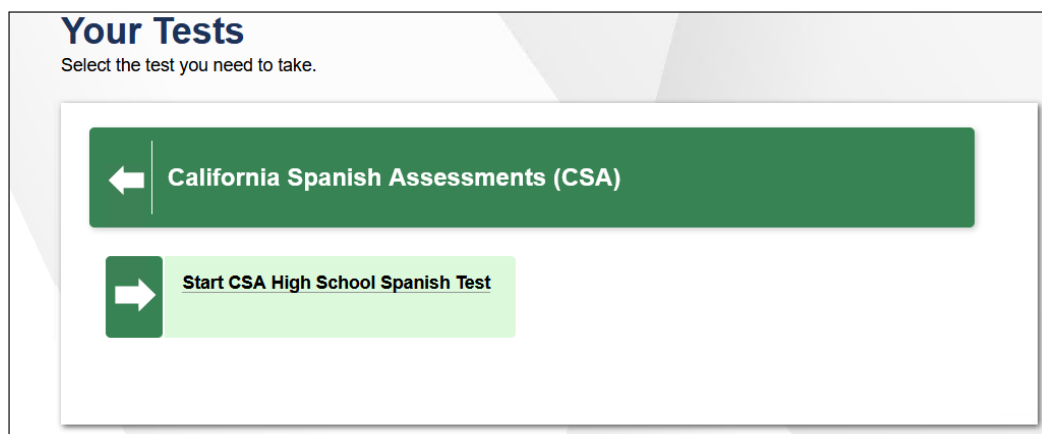 Your Tests
Select the test you need to take.
California Spanish Assessments (CSA)
Start CSA High School Spanish Test